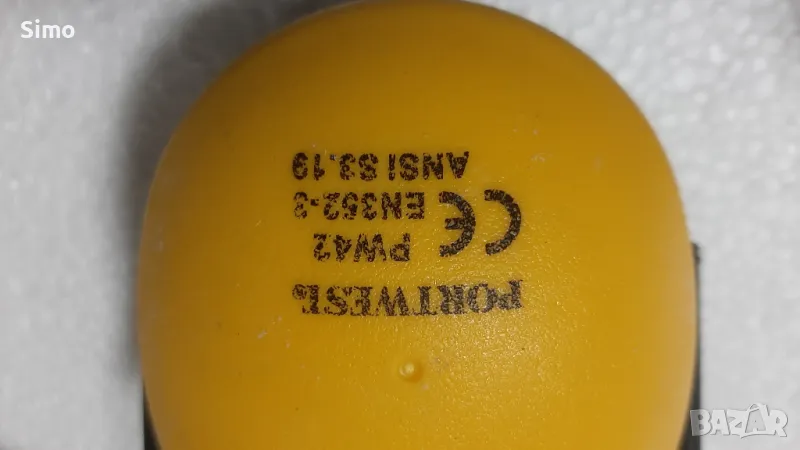 Simo
PORTWEST®
PW42
CE EN352-3
ANSI S3.19
BAZAR